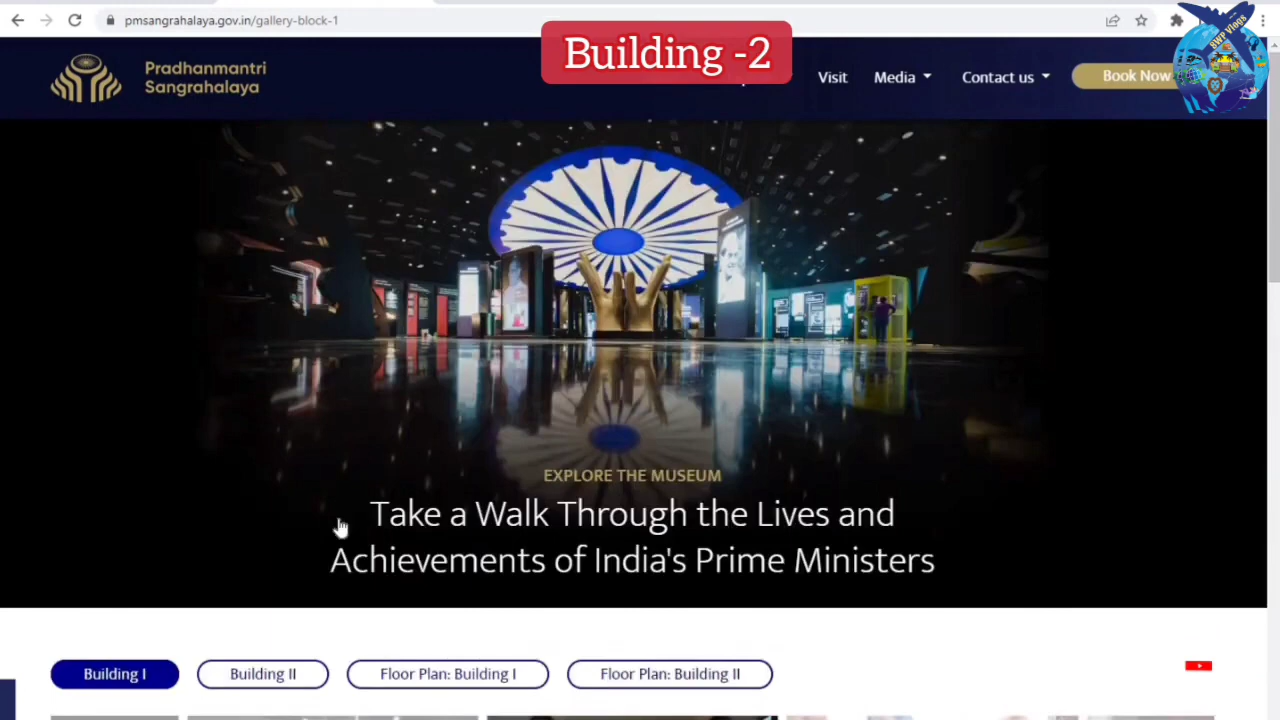 pmsangrahalaya.gov.in/gallery-block-1
Building -2
8WP Vlogs
Pradhanmantri
Sangrahalaya
Visit
Media
Contact us
Book Now
EXPLORE THE MUSEUM
Take a Walk Through the Lives and
Achievements of India's Prime Ministers
Building I
Building II
Floor Plan: Building I
Floor Plan: Building II